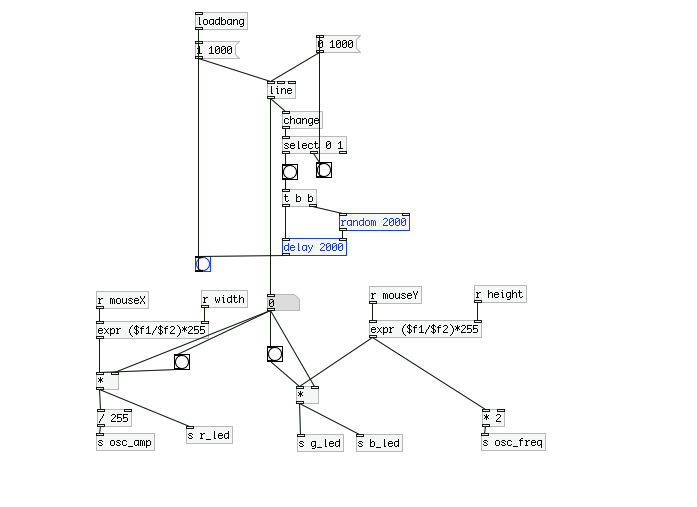 loadbang
1 1000
0 1000
line
change
select 0 1
t b b
random 2000
delay 2000
r mouseX
r width
0
r mouseY
r height
expr ($f1/$f2)*255
expr ($f1/$f2)*255
*
*
/ 255
* 2
s osc_amp
s r_led
s g_led
s b_led
s osc_freq